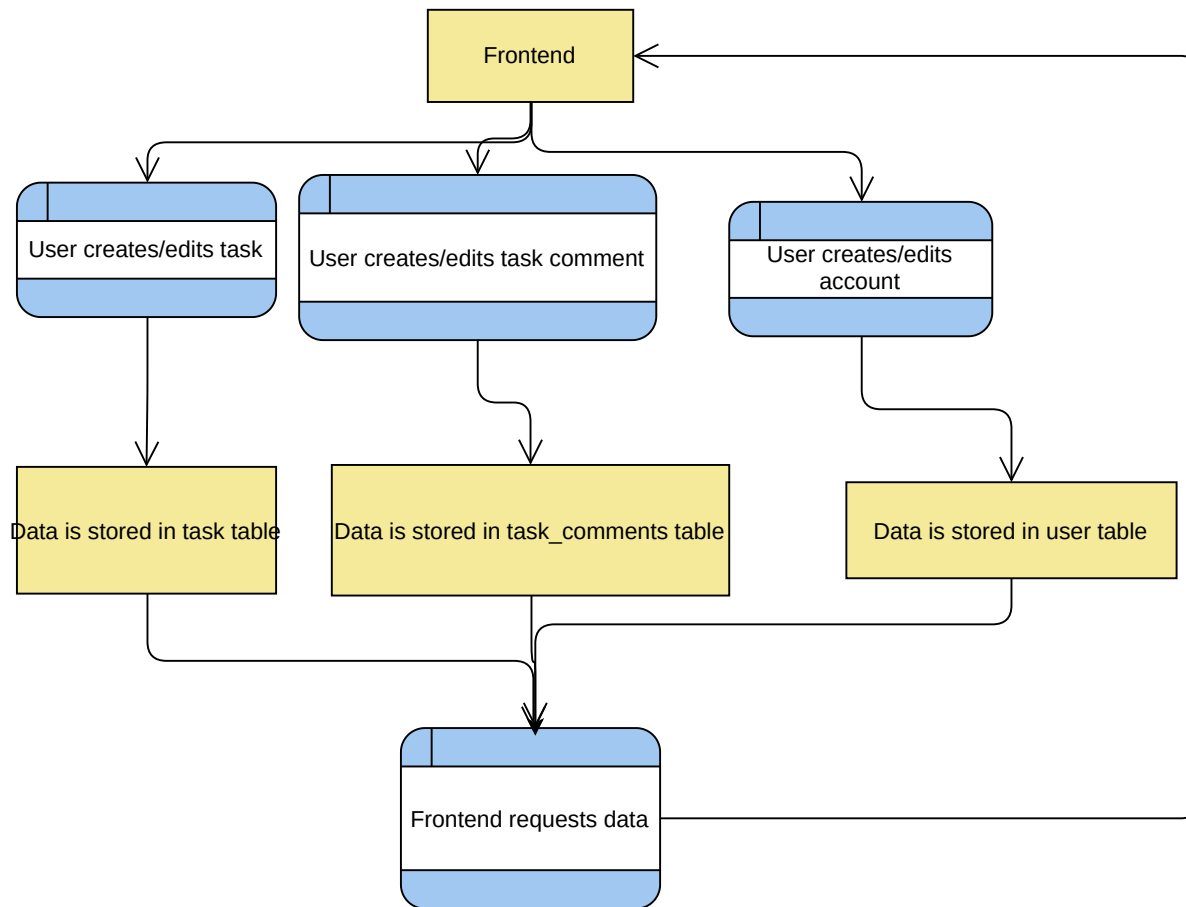 Frontend
User creates/edits task
User creates/edits task comment
User creates/edits
account
Data is stored in task table
Data is stored in task_comments table
Data is stored in user table
Frontend requests data